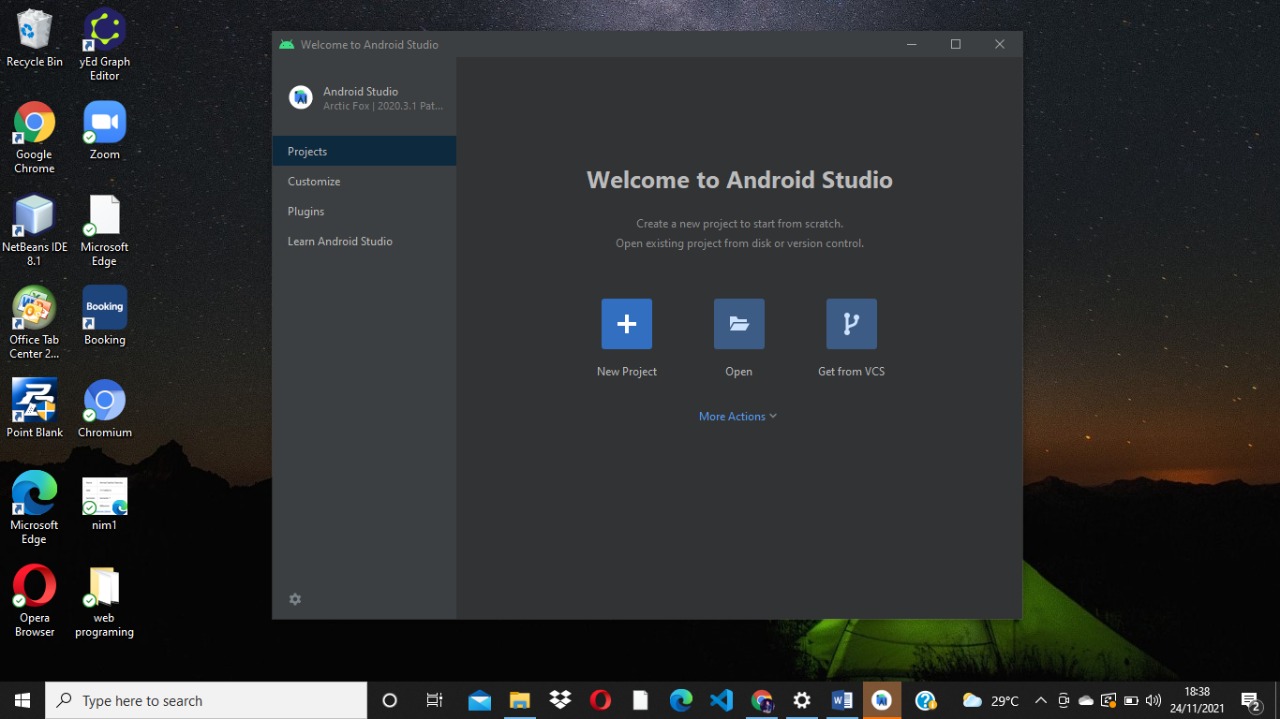 Recycle Bin
yEd Graph
Editor
Google
Chrome
Zoom
NetBeans IDE
8.1
Microsoft
Edge
Office Tab
Center 2...
Booking
Booking
Point Blank
Chromium
Microsoft
Edge
nim1
Opera
Browser
web
programing
Welcome to Android Studio
Android Studio
Arctic Fox | 2020.3.1 Pat...
Projects
Customize
Plugins
Learn Android Studio
Welcome to Android Studio
Create a new project to start from scratch.
Open existing project from disk or version control.
New Project
Open
Get from VCS
More Actions
Type here to search
29°C
18:38
24/11/2021
2